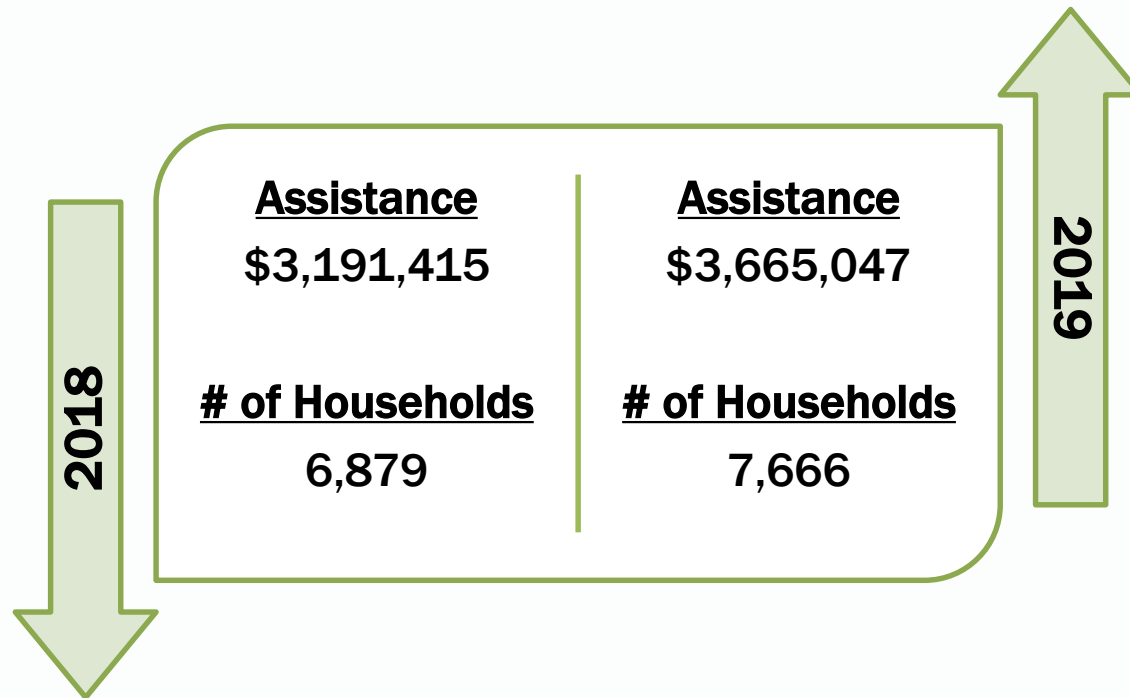 2018
Assistance
$3,191,415
# of Households
6,879
Assistance
$3,665,047
# of Households
7,666
2019